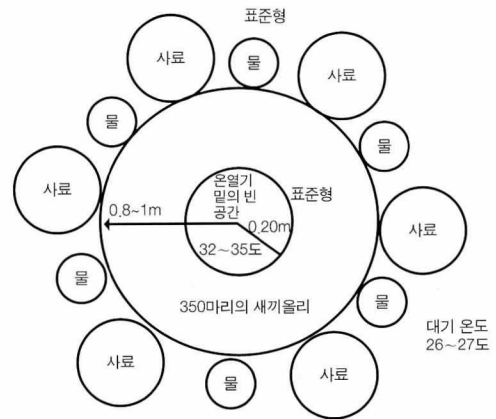 표준형
사료
물
사료
물
물
사료
온열기
밑의 빈
공간
표준형
0.8~1m
0.20m
사료
32~35도
물
350마리의 새끼올리
물
대기 온도
26~27도
사료
물
사료